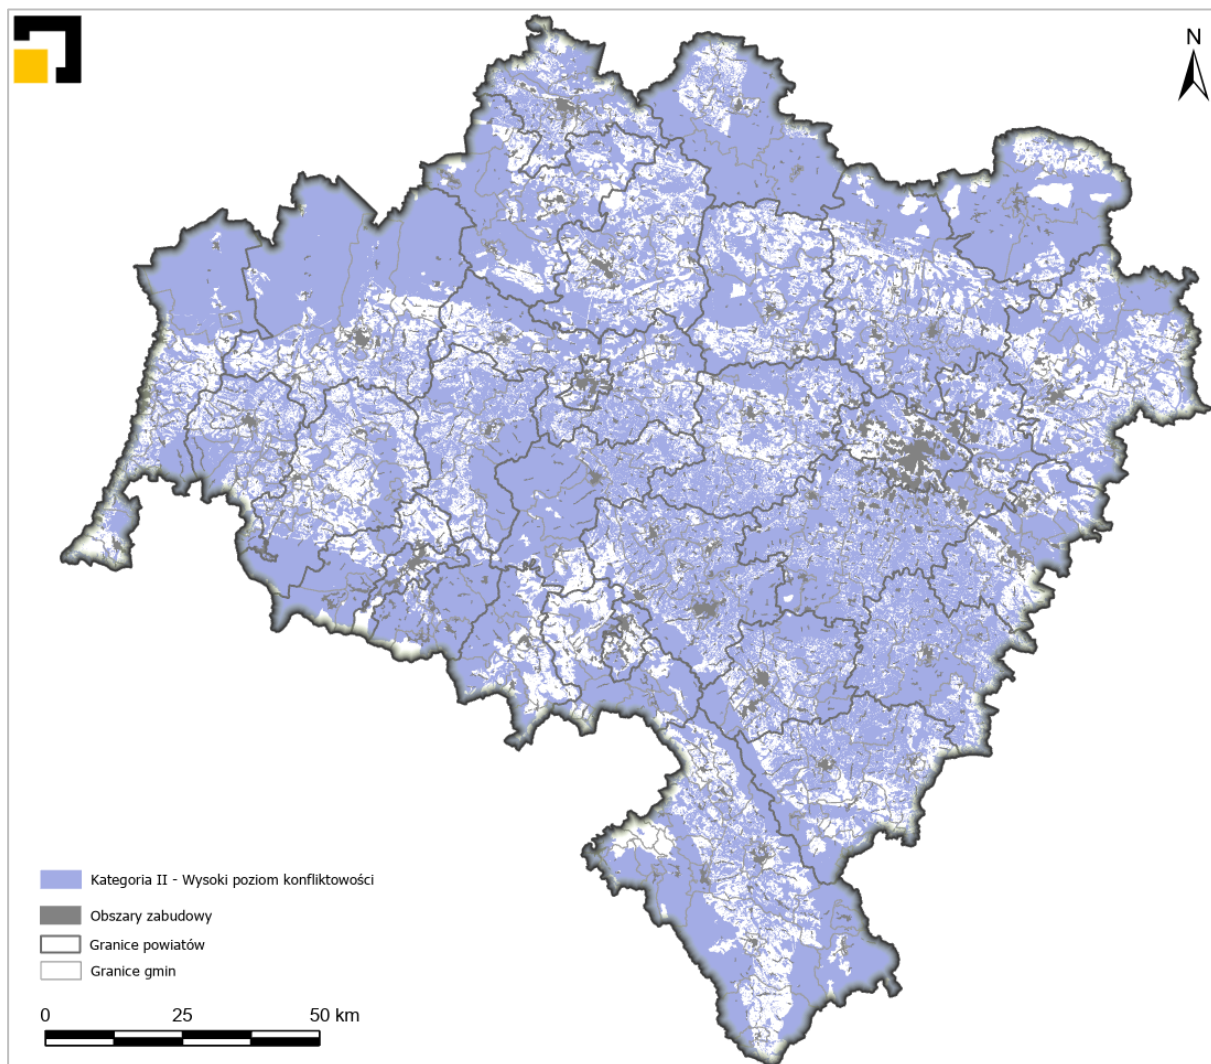 N
Kategoria II - Wysoki poziom konfliktowości
Obszary zabudowy
Granice powiatów
Granice gmin
0 25 50 km